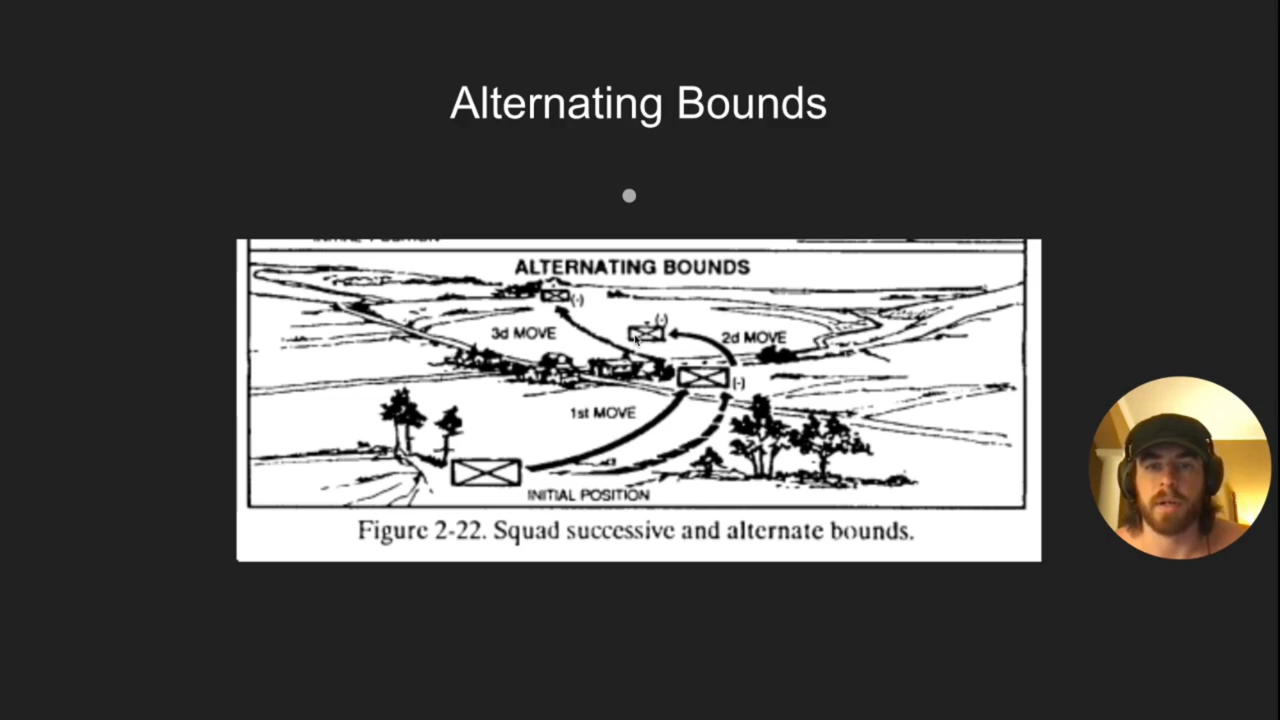 Alternating Bounds
ALTERNATING BOUNDS
(-)
3d MOVE
(-)
2d MOVE
(-)
1st MOVE
INITIAL POSITION
Figure 2-22. Squad successive and alternate bounds.